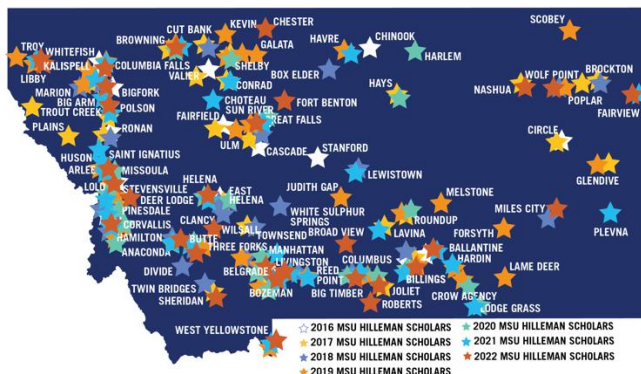 CHESTER
KEVIN
CUT BANK
SCOBEY
BROWNING
GALATA
HAVRE
CHINOOK
TROY
WHITEFISH
KALISPELL
COLUMBIA FALLS
SHELBY
HARLEM
LIBBY
VALIER
BOX ELDER
WOLF POINT
BROCKTON
MARION
BIGFORK
CONRAD
HAYS
NASHUA
POPLAR
BIG ARM
CHOTEAU
FORT BENTON
FAIRVIEW
TROUT CREEK
POLSON
SUN RIVER
GREAT FALLS
PLAINS
RONAN
FAIRFIELD
CIRCLE
ULM
CASCADE
STANFORD
HUSON
SAINT IGNATIUS
GLENDIVE
ARLEE
MISSOULA
LEWISTOWN
LOLO
STEVENSVILLE
HELENA
EAST
HELENA
JUDITH GAP
MELSTONE
DEER LODGE
PINESDALE
WHITE SULPHUR
SPRINGS
MILES CITY
CORVALLIS
CLANCY
WILSALL
ROUNDUP
PLEVNA
HAMILTON
BUTTE
TOWNSEND
BROAD VIEW
LAVINA
FORSYTH
ANACONDA
THREE FORKS
MANHATTAN
BALLANTINE
DIVIDE
BELGRADE
LIVINGSTON
REED
POINT
COLUMBUS
BILLINGS
HARDIN
LAME DEER
TWIN BRIDGES
BOZEMAN
BIG TIMBER
JOLIET
CROW AGENCY
SHERIDAN
ROBERTS
LODGE GRASS
WEST YELLOWSTONE
2016 MSU HILLEMAN SCHOLARS
2017 MSU HILLEMAN SCHOLARS
2018 MSU HILLEMAN SCHOLARS
2019 MSU HILLEMAN SCHOLARS
2020 MSU HILLEMAN SCHOLARS
2021 MSU HILLEMAN SCHOLARS
2022 MSU HILLEMAN SCHOLARS